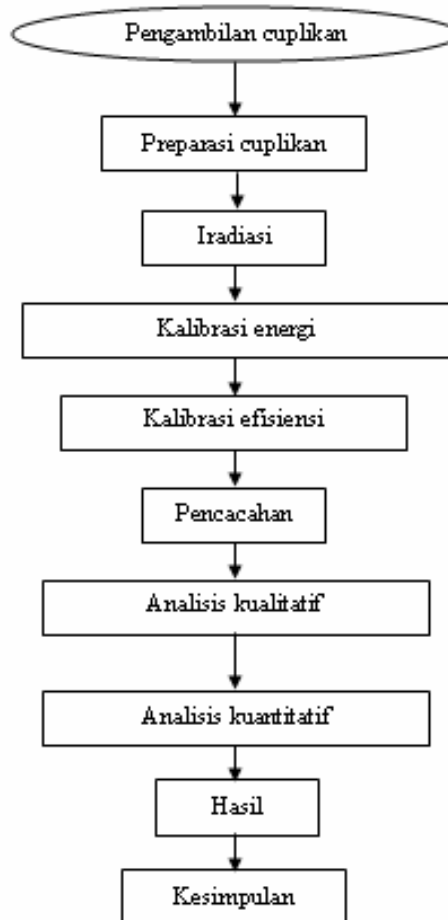 Pengambilan cuplikan
Preparasi cuplikan
Iradiasi
Kalibrasi energi
Kalibrasi efisiensi
Pencacahan
Analisis kualitatif
Analisis kuantitatif
Hasil
Kesimpulan